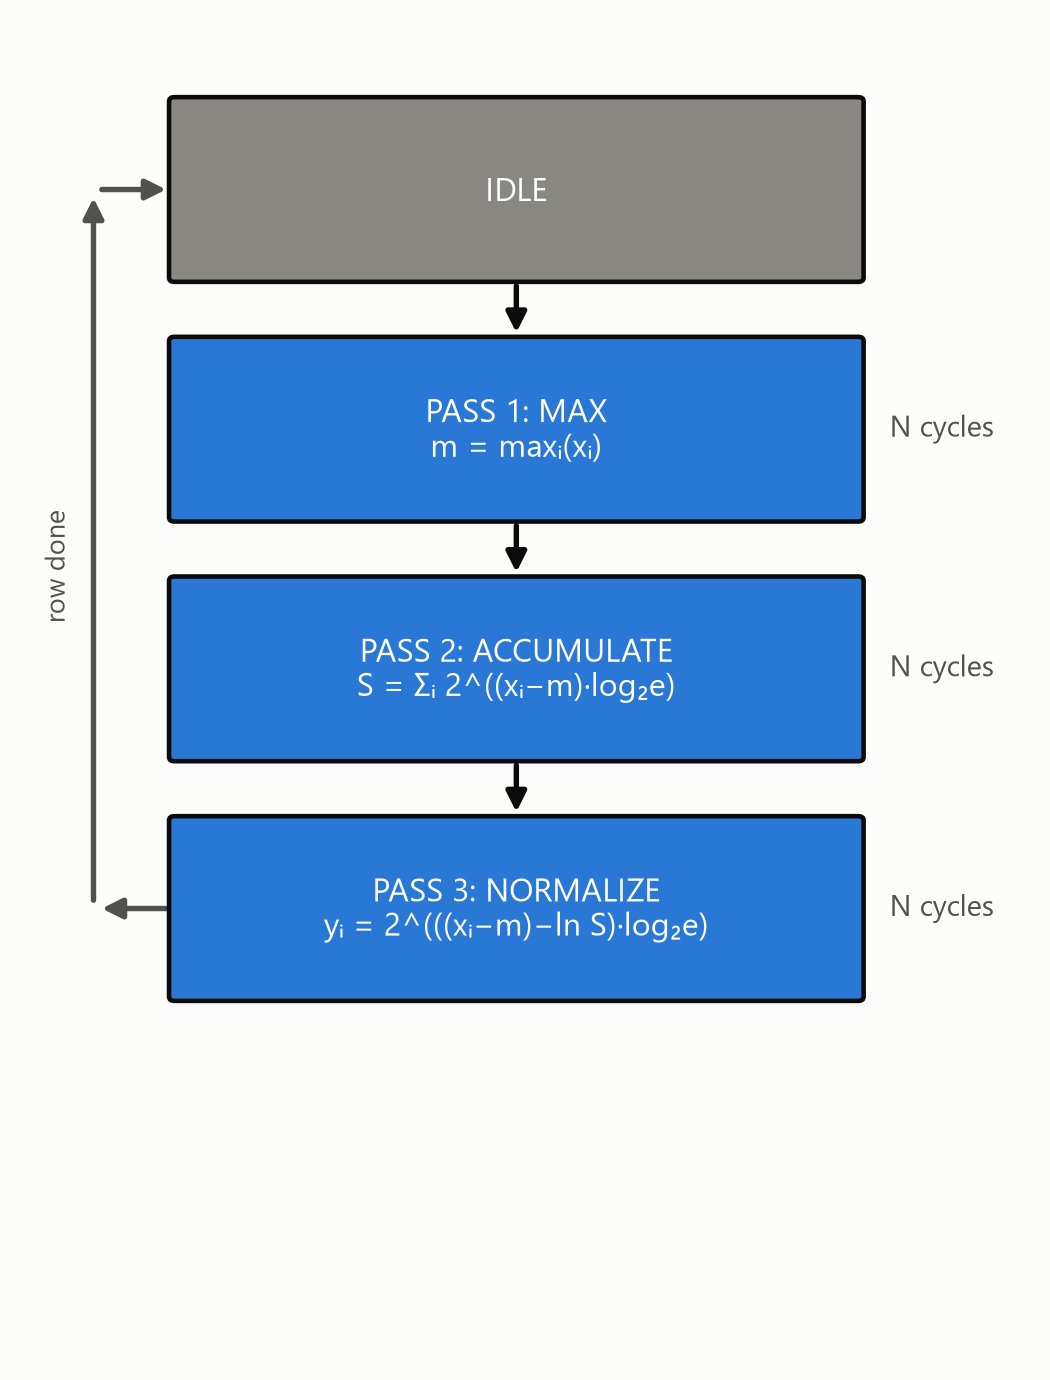 IDLE
PASS 1: MAX
m = maxᵢ(xᵢ)
N cycles
row done
PASS 2: ACCUMULATE
S = Σᵢ 2^((xᵢ−m)·log₂e)
N cycles
PASS 3: NORMALIZE
yᵢ = 2^(((xᵢ−m)−ln S)·log₂e)
N cycles